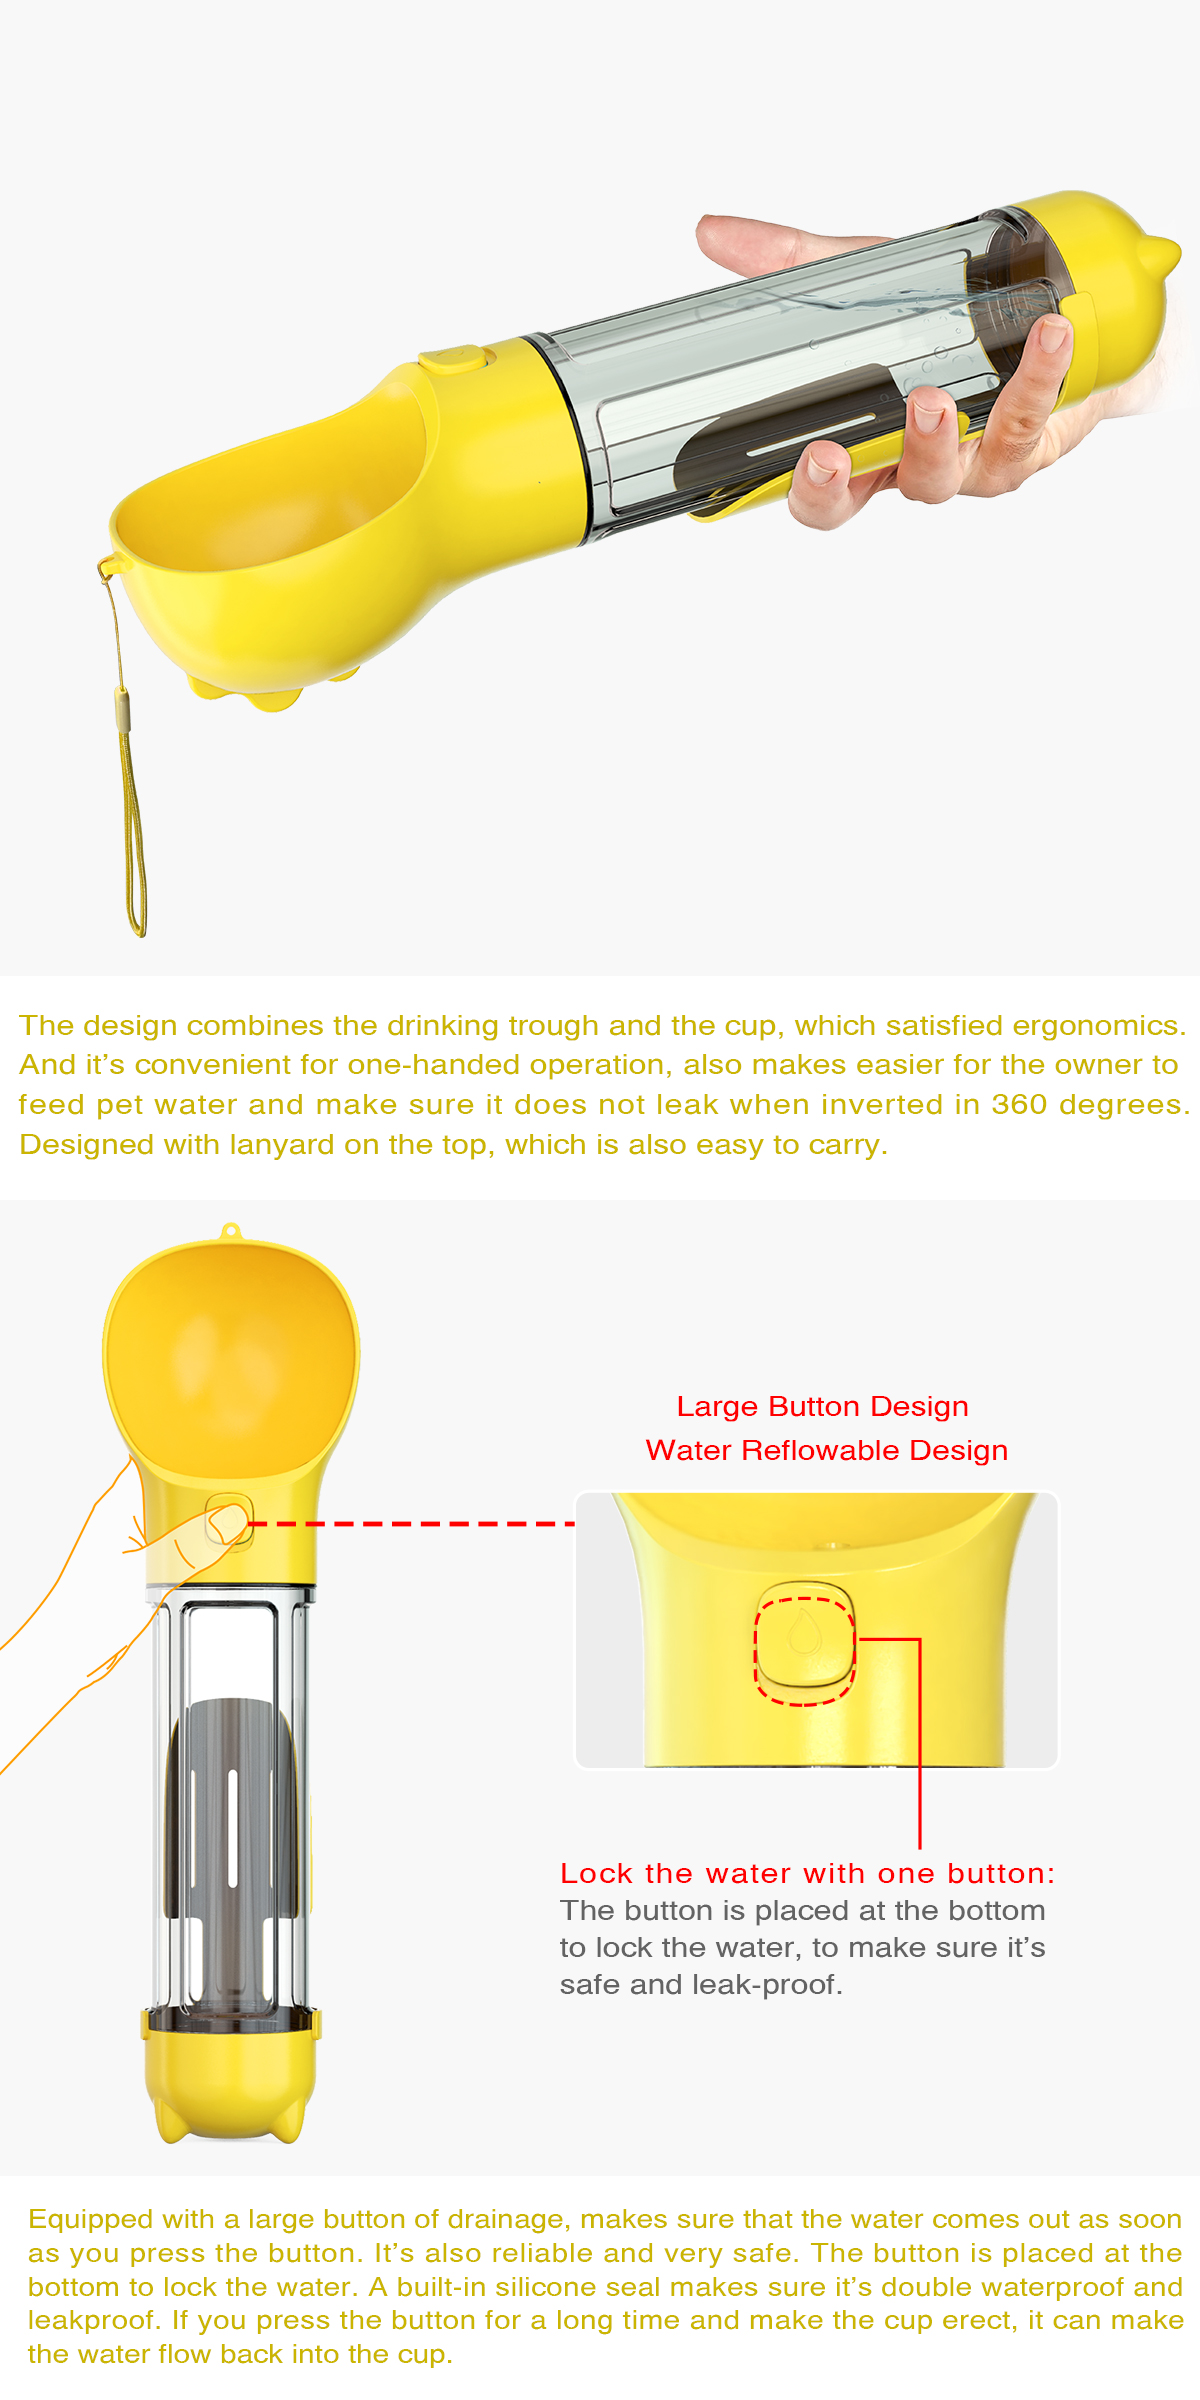 The design combines the drinking trough and the cup, which satisfied ergonomics.
And it’s convenient for one-handed operation, also makes easier for the owner to
feed pet water and make sure it does not leak when inverted in 360 degrees.
Designed with lanyard on the top, which is also easy to carry.
Large Button Design
Water Reflowable Design
Lock the water with one button:
The button is placed at the bottom
to lock the water, to make sure it’s
safe and leak-proof.
Equipped with a large button of drainage, makes sure that the water comes out as soon
as you press the button. It’s also reliable and very safe. The button is placed at the
bottom to lock the water. A built-in silicone seal makes sure it’s double waterproof and
leakproof. If you press the button for a long time and make the cup erect, it can make
the water flow back into the cup.